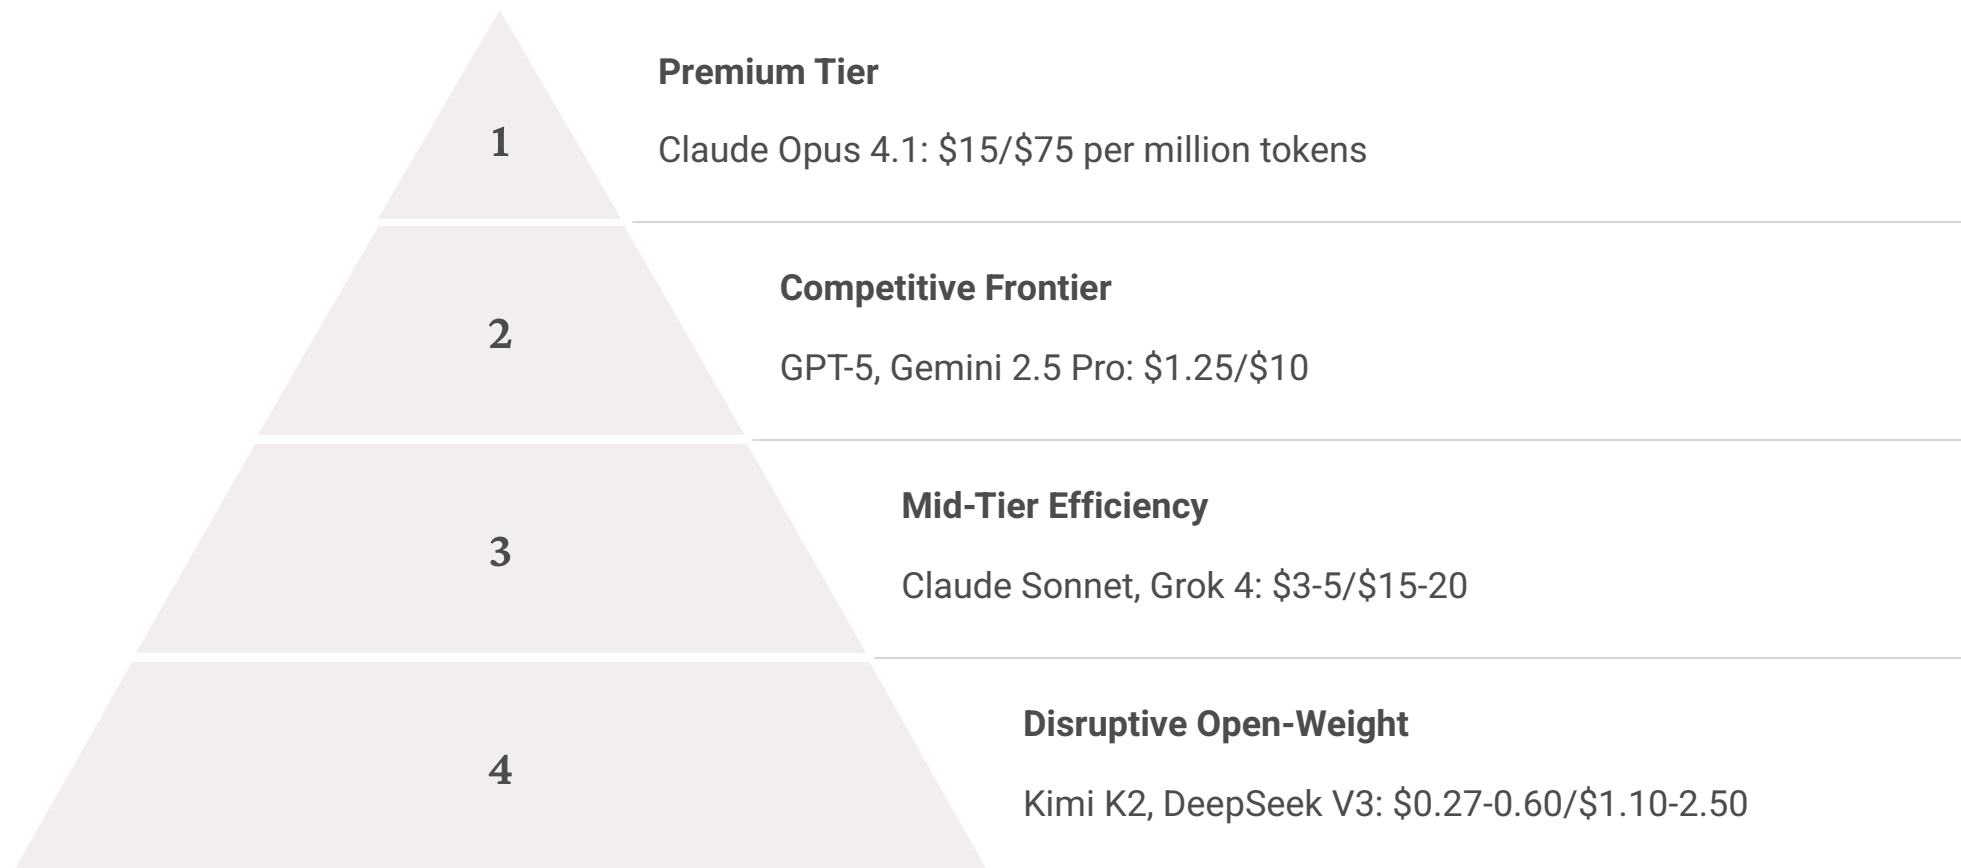 1
Premium Tier
Claude Opus 4.1: $15/$75 per million tokens
2
Competitive Frontier
GPT-5, Gemini 2.5 Pro: $1.25/$10
3
Mid-Tier Efficiency
Claude Sonnet, Grok 4: $3-5/$15-20
4
Disruptive Open-Weight
Kimi K2, DeepSeek V3: $0.27-0.60/$1.10-2.50